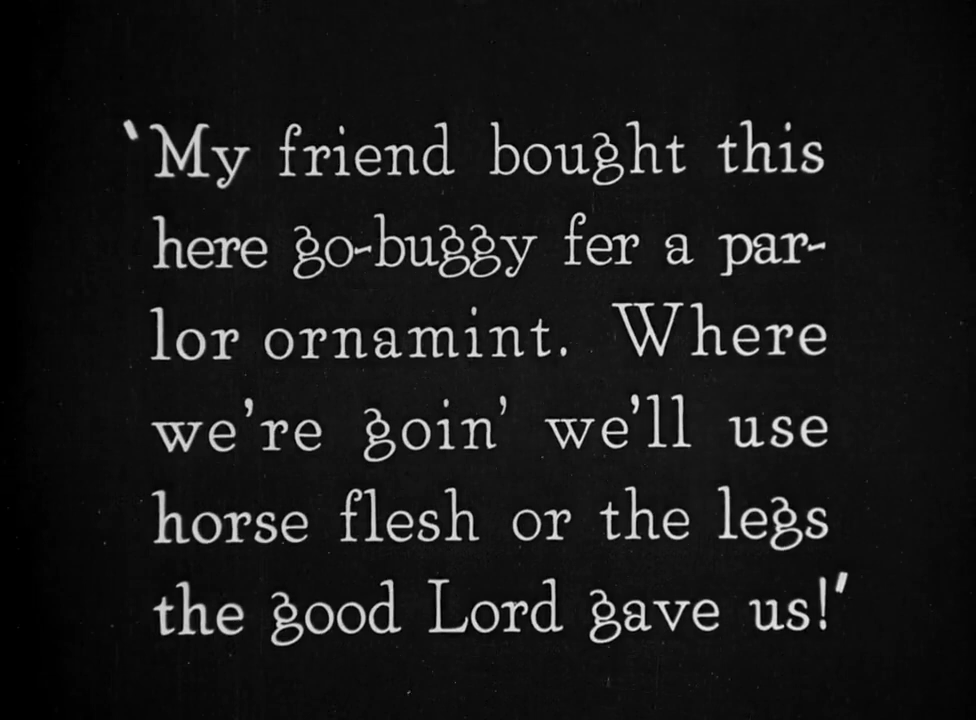 'My friend bought this
here go-buggy fer a par-
lor ornamint. Where
we're goin' we'll use
horse flesh or the legs
the good Lord gave us!'